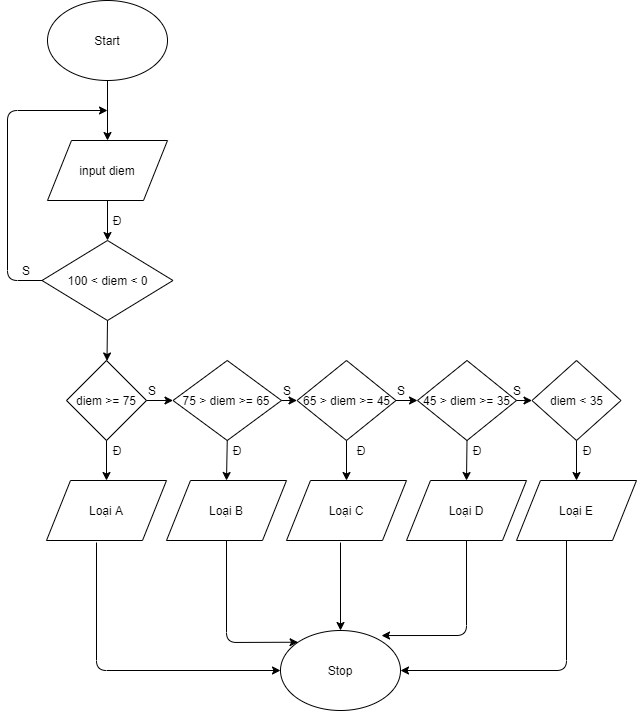 Start
input diem
Đ
S
100 < diem < 0
diem >= 75
S
75 > diem >= 65
S
65 > diem >= 45
S
45 > diem >= 35
S
diem < 35
Đ
Đ
Đ
Đ
Đ
Loại A
Loại B
Loại C
Loại D
Loại E
Stop